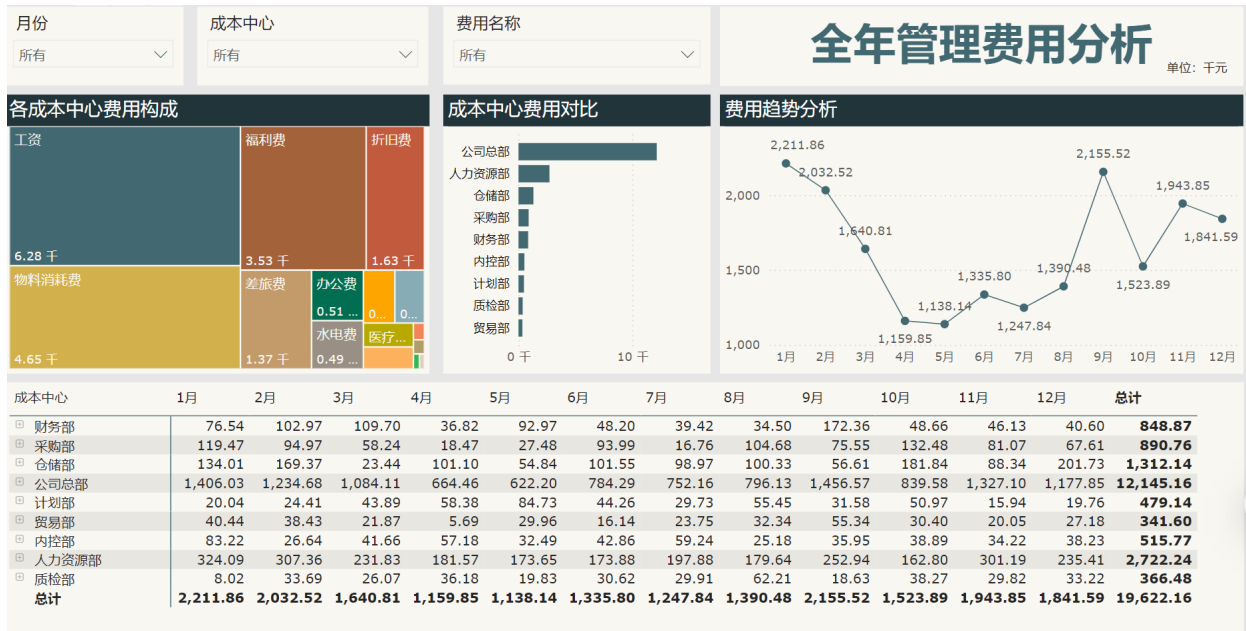 月份
所有
成本中心
所有
费用名称
所有
全年管理费用分析
单位：千元
各成本中心费用构成
工资
6.28 千
福利费
3.53 千
折旧费
1.63 千
物料消耗费
4.65 千
差旅费
1.37 千
办公费
0.51 ...
0...
0...
水电费
0.49 ...
医疗...
成本中心费用对比
公司总部
人力资源部
仓储部
采购部
财务部
内控部
计划部
质检部
贸易部
0 千 10 千
费用趋势分析
2,000
1,500
1,000
2,211.86
2,032.52
1,640.81
1,159.85
1,138.14
1,335.80
1,247.84
1,390.48
2,155.52
1,523.89
1,943.85
1,841.59
1月 2月 3月 4月 5月 6月 7月 8月 9月 10月 11月 12月
成本中心 1月 2月 3月 4月 5月 6月 7月 8月 9月 10月 11月 12月 总计
财务部 76.54 102.97 109.70 36.82 92.97 48.20 39.42 34.50 172.36 48.66 46.13 40.60 848.87
采购部 119.47 94.97 58.24 18.47 27.48 93.99 16.76 104.68 75.55 132.48 81.07 67.61 890.76
仓储部 134.01 169.37 23.44 101.10 54.84 101.55 98.97 100.33 56.61 181.84 88.34 201.73 1,312.14
公司总部 1,406.03 1,234.68 1,084.11 664.46 622.20 784.29 752.16 796.13 1,456.57 839.58 1,327.10 1,177.85 12,145.16
计划部 20.04 24.41 43.89 58.38 84.73 44.26 29.73 55.45 31.58 50.97 15.94 19.76 479.14
贸易部 40.44 38.43 21.87 5.69 29.96 16.14 23.75 32.34 55.34 30.40 20.05 27.18 341.60
内控部 83.22 26.64 41.66 57.18 32.49 42.86 59.24 25.18 35.95 38.89 34.22 38.23 515.77
人力资源部 324.09 307.36 231.83 181.57 173.65 173.88 197.88 179.64 252.94 162.80 301.19 235.41 2,722.24
质检部 8.02 33.69 26.07 36.18 19.83 30.62 29.91 62.21 18.63 38.27 29.82 33.22 366.48
总计 2,211.86 2,032.52 1,640.81 1,159.85 1,138.14 1,335.80 1,247.84 1,390.48 2,155.52 1,523.89 1,943.85 1,841.59 19,622.16